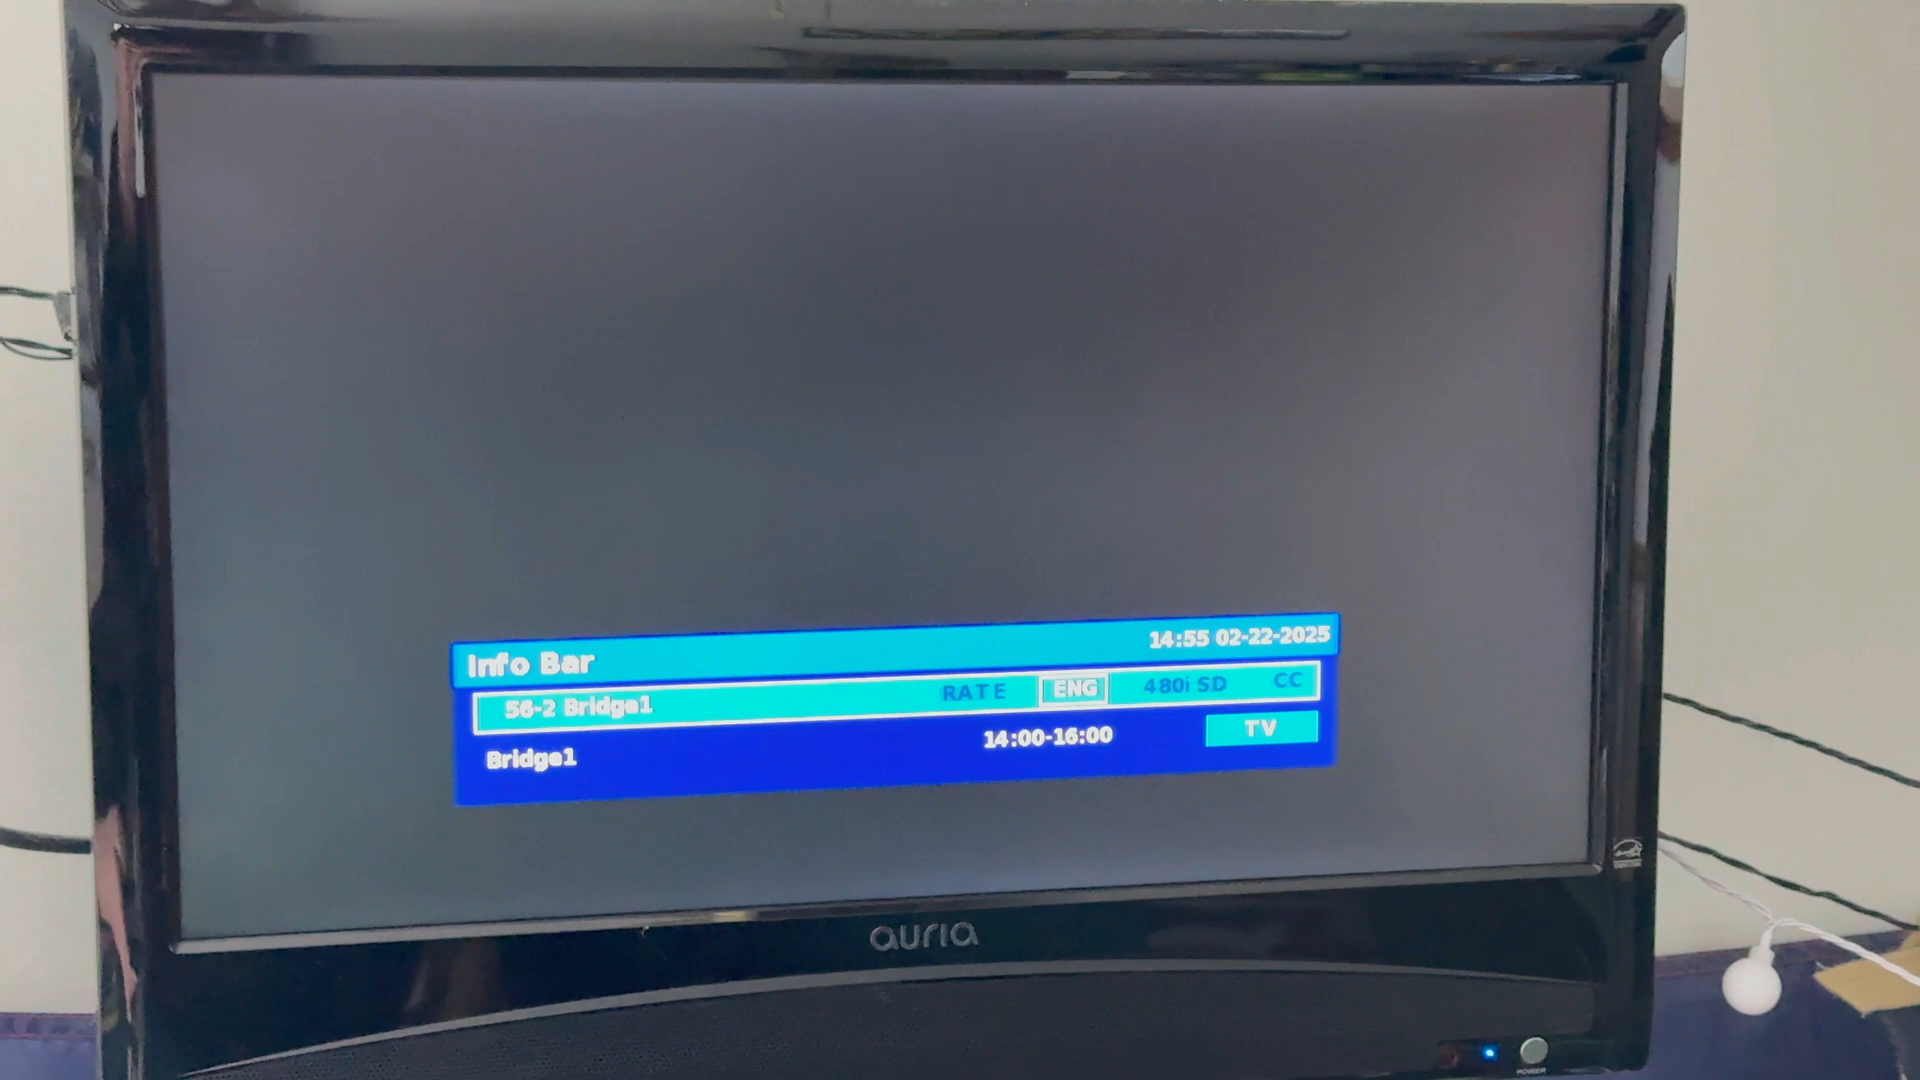 Info Bar 14:55 02-22-2025
56-2 Bridge1 RATE ENG 480i SD CC
Bridge1 14:00-16:00 TV
auria
POWER